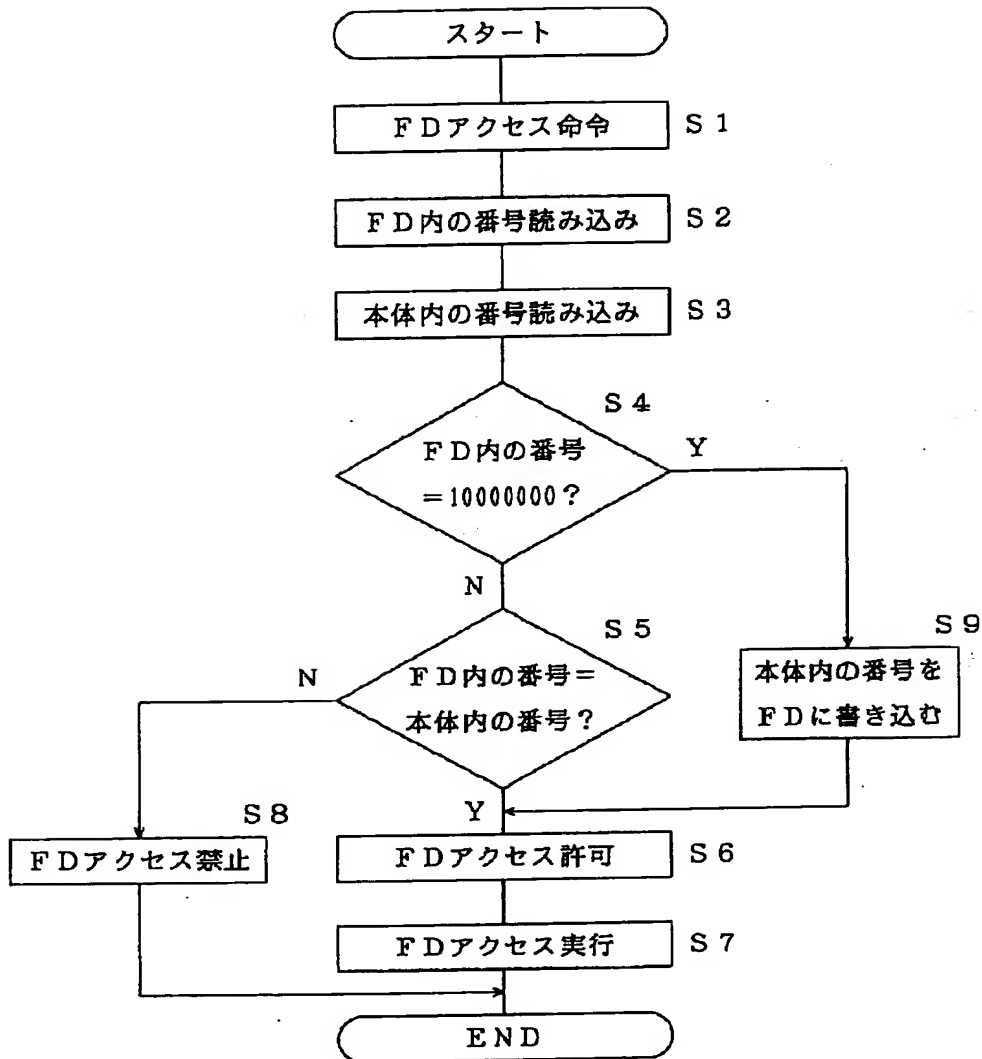 スタート
FDアクセス命令 S1
FD内の番号読み込み S2
本体内の番号読み込み S3
S4
FD内の番号
=10000000?
Y
N
S5
FD内の番号=
本体内の番号?
N
S9
本体内の番号を
FDに書き込む
Y
S8
FDアクセス禁止
FDアクセス許可 S6
FDアクセス実行 S7
END